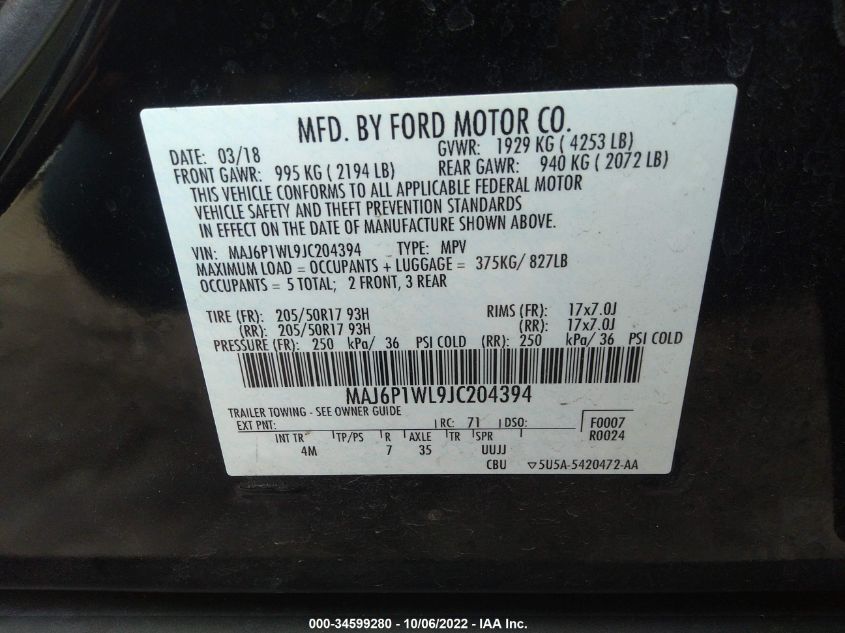 MFD. BY FORD MOTOR CO.
DATE: 03/18 GVWR: 1929 KG ( 4253 LB)
FRONT GAWR: 995 KG ( 2194 LB) REAR GAWR: 940 KG ( 2072 LB)
THIS VEHICLE CONFORMS TO ALL APPLICABLE FEDERAL MOTOR
VEHICLE SAFETY AND THEFT PREVENTION STANDARDS
IN EFFECT ON THE DATE OF MANUFACTURE SHOWN ABOVE.
VIN: MAJ6P1WL9JC204394 TYPE: MPV
MAXIMUM LOAD = OCCUPANTS + LUGGAGE = 375KG/ 827LB
OCCUPANTS = 5 TOTAL; 2 FRONT, 3 REAR
TIRE (FR): 205/50R17 93H RIMS (FR): 17x7.0J
(RR): 205/50R17 93H (RR): 17x7.0J
PRESSURE (FR): 250 kPa/ 36 PSI COLD (RR): 250 kPa/ 36 PSI COLD
MAJ6P1WL9JC204394
TRAILER TOWING - SEE OWNER GUIDE
EXT PNT: RC: 71 DSO: F0007
R0024
INT TR TP/PS R AXLE TR SPR
4M 7 35 UUJJ
CBU ▽5U5A-5420472-AA
000-34599280 - 10/06/2022 - IAA Inc.